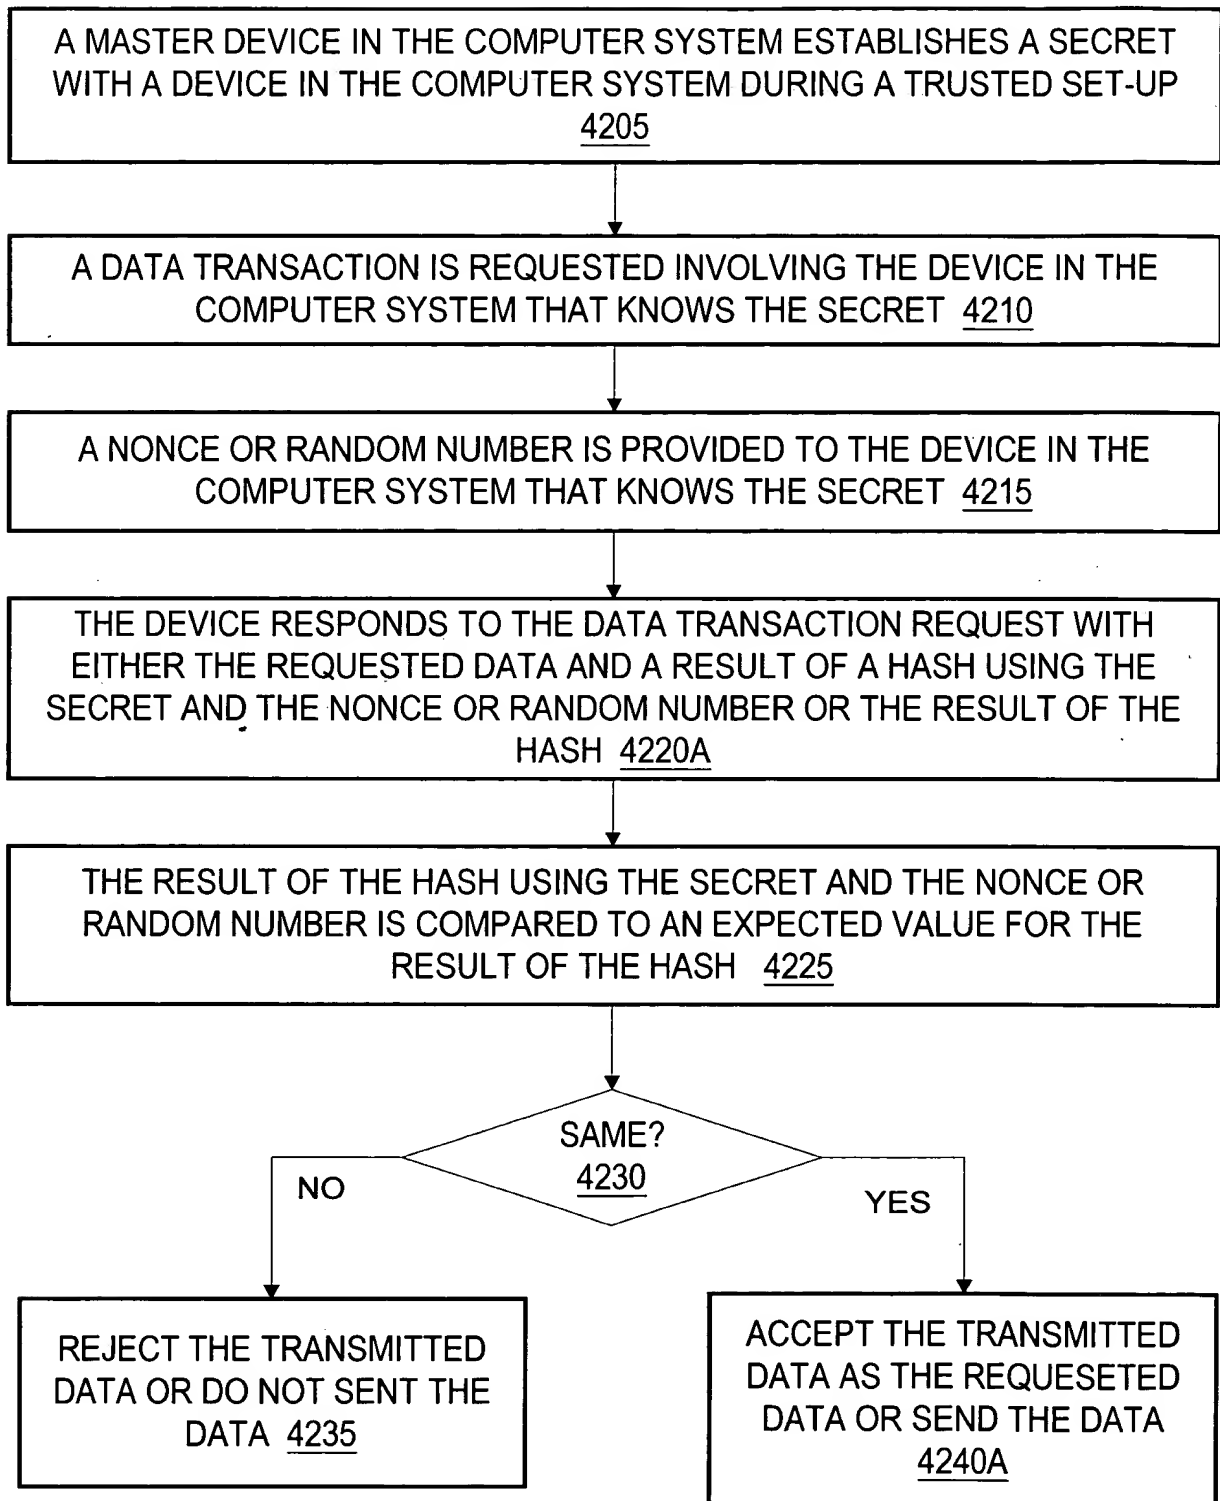 A MASTER DEVICE IN THE COMPUTER SYSTEM ESTABLISHES A SECRET
WITH A DEVICE IN THE COMPUTER SYSTEM DURING A TRUSTED SET-UP
4205
A DATA TRANSACTION IS REQUESTED INVOLVING THE DEVICE IN THE
COMPUTER SYSTEM THAT KNOWS THE SECRET 4210
A NONCE OR RANDOM NUMBER IS PROVIDED TO THE DEVICE IN THE
COMPUTER SYSTEM THAT KNOWS THE SECRET 4215
THE DEVICE RESPONDS TO THE DATA TRANSACTION REQUEST WITH
EITHER THE REQUESTED DATA AND A RESULT OF A HASH USING THE
SECRET AND THE NONCE OR RANDOM NUMBER OR THE RESULT OF THE
HASH 4220A
THE RESULT OF THE HASH USING THE SECRET AND THE NONCE OR
RANDOM NUMBER IS COMPARED TO AN EXPECTED VALUE FOR THE
RESULT OF THE HASH 4225
SAME?
4230
NO
YES
REJECT THE TRANSMITTED
DATA OR DO NOT SENT THE
DATA 4235
ACCEPT THE TRANSMITTED
DATA AS THE REQUESETED
DATA OR SEND THE DATA
4240A